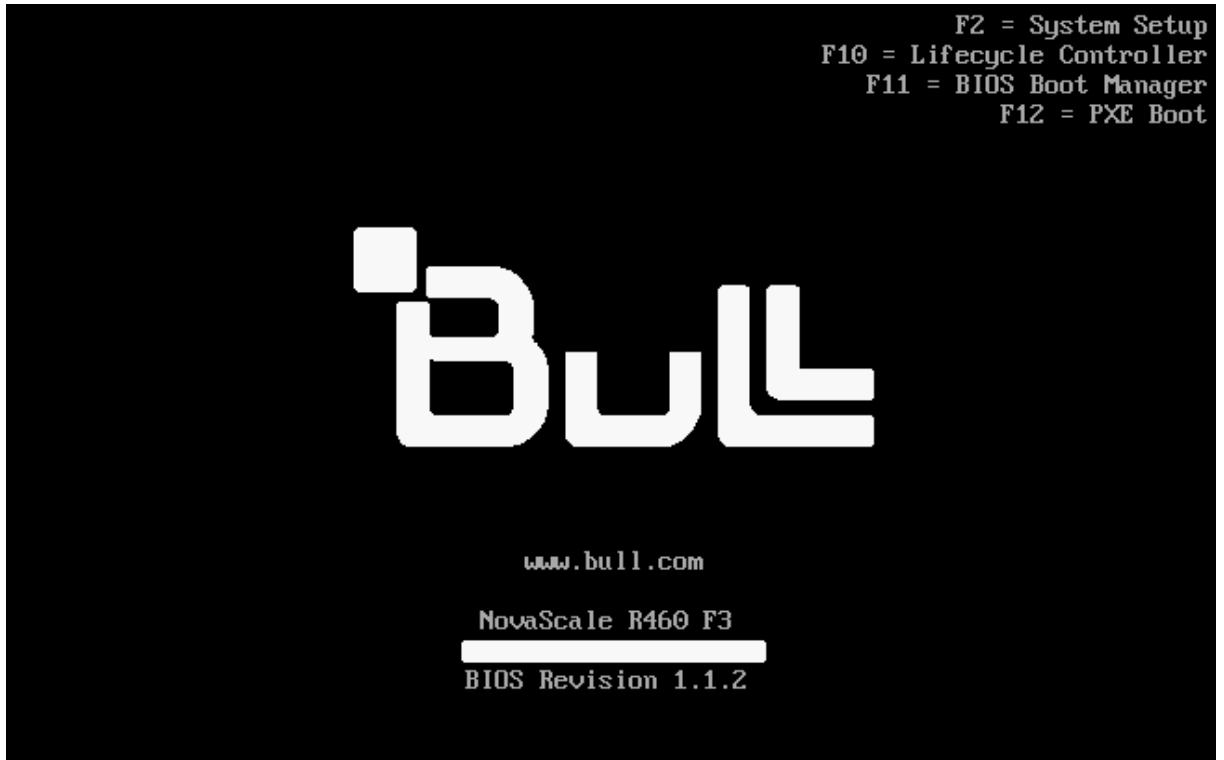 F2 = System Setup
F10 = Lifecycle Controller
F11 = BIOS Boot Manager
F12 = PXE Boot
Bull
www.bull.com
NovaScale R460 F3
BIOS Revision 1.1.2